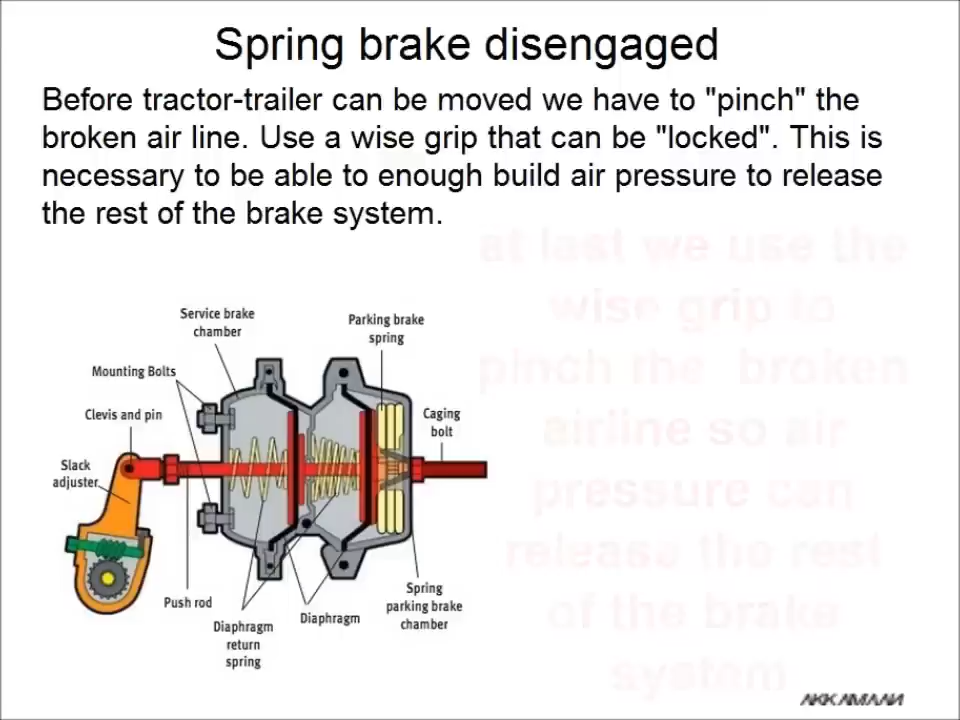 Spring brake disengaged
Before tractor-trailer can be moved we have to "pinch" the
broken air line. Use a wise grip that can be "locked". This is
necessary to be able to enough build air pressure to release
the rest of the brake system.
at last we use the
wise grip to
pinch the broken
airline so air
pressure can
release the rest
of the brake
system
Service brake
chamber
Parking brake
spring
Mounting Bolts
Clevis and pin
Caging
bolt
Slack
adjuster
Push rod
Diaphragm
return
spring
Diaphragm
Spring
parking brake
chamber